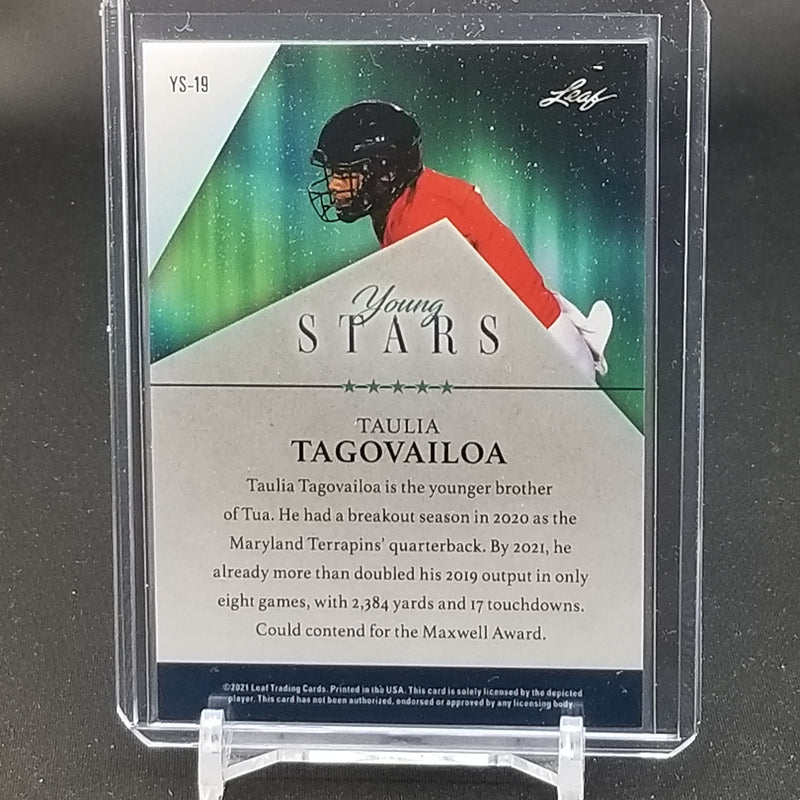 YS-19
Leaf
Young
STARS
TAULIA
TAGOVAILOA
Taulia Tagovailoa is the younger brother
of Tua. He had a breakout season in 2020 as the
Maryland Terrapins' quarterback. By 2021, he
already more than doubled his 2019 output in only
eight games, with 2,384 yards and 17 touchdowns.
Could contend for the Maxwell Award.
©2021 Leaf Trading Cards. Printed in the USA. This card is solely licensed by the depicted
player. This card has not been authorized, endorsed or approved by any licensing body.